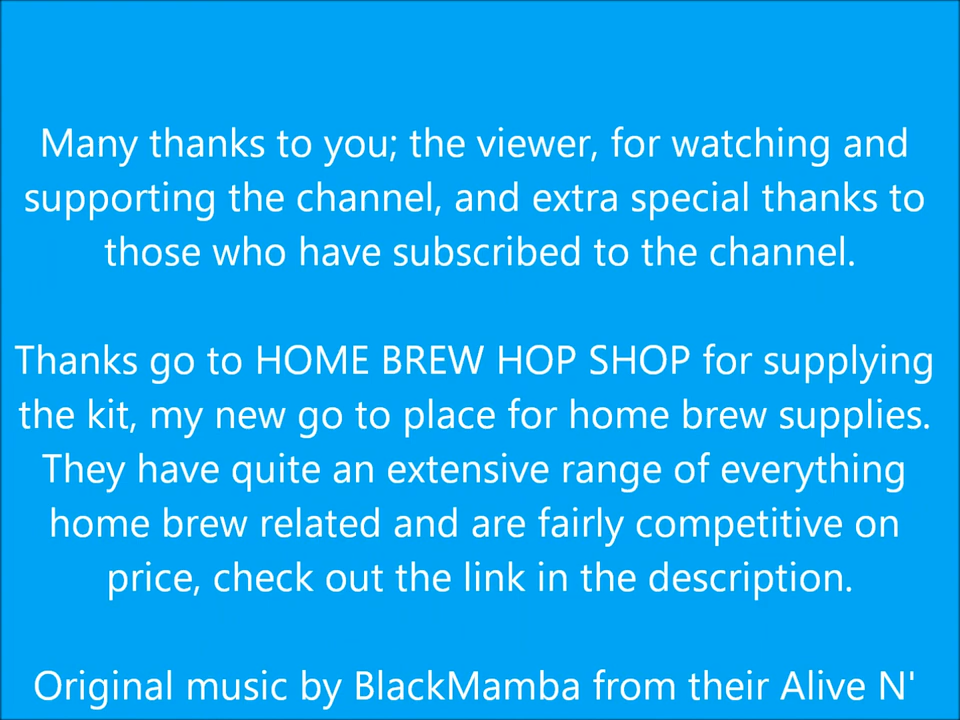 Many thanks to you; the viewer, for watching and
supporting the channel, and extra special thanks to
those who have subscribed to the channel.
Thanks go to HOME BREW HOP SHOP for supplying
the kit, my new go to place for home brew supplies.
They have quite an extensive range of everything
home brew related and are fairly competitive on
price, check out the link in the description.
Original music by BlackMamba from their Alive N'